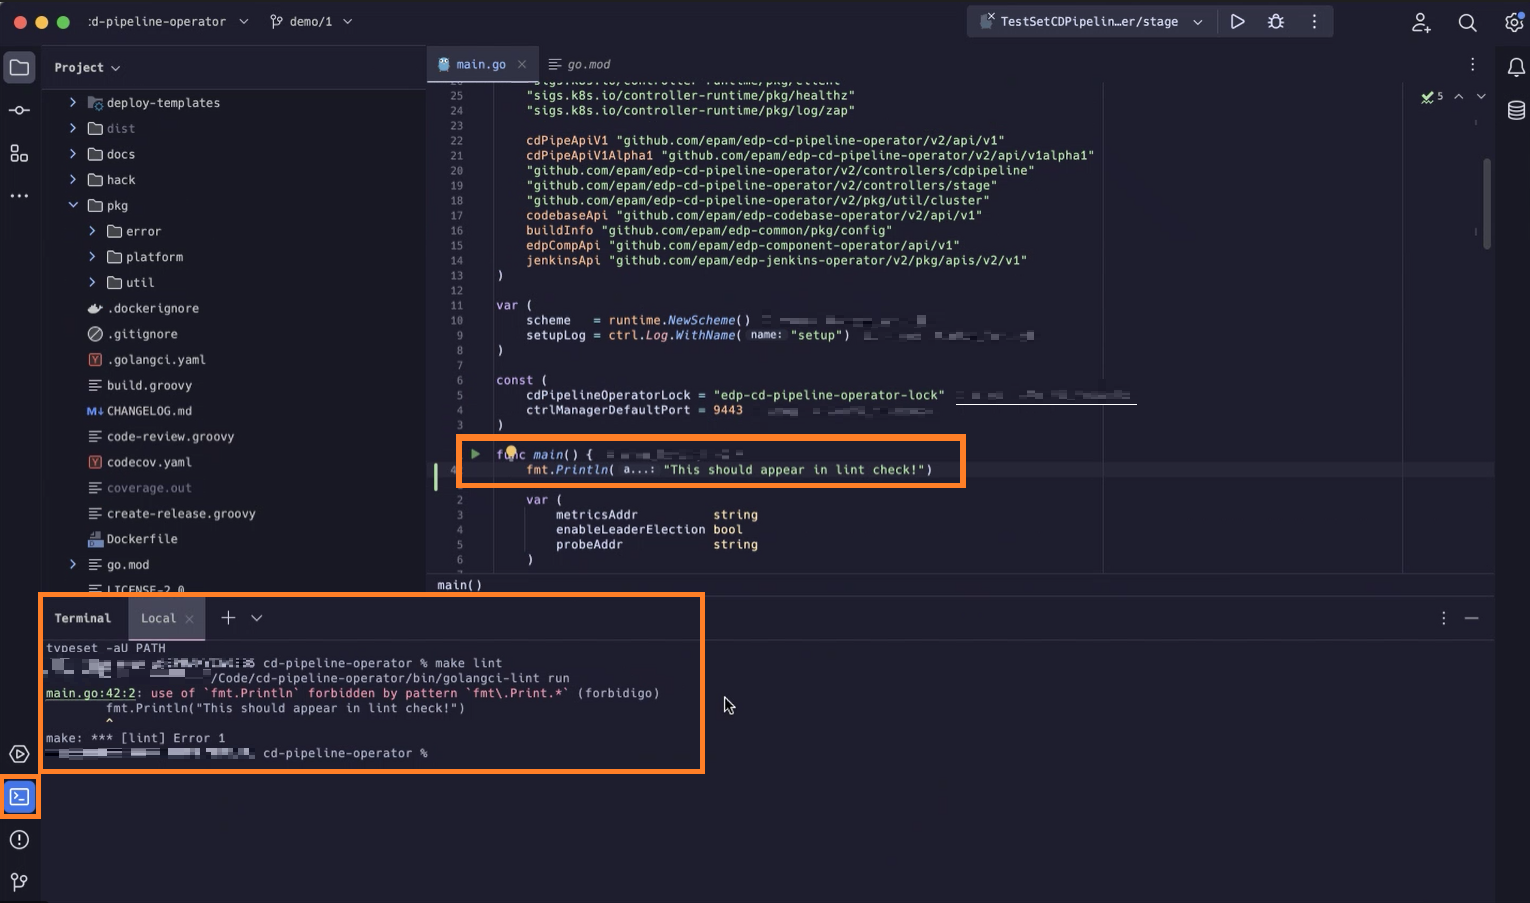 :d-pipeline-operator
demo/1
TestSetCDPipelin…er/stage
Project
main.go
go.mod
deploy-templates
dist
docs
hack
pkg
error
platform
util
.dockerignore
.gitignore
.golangci.yaml
build.groovy
CHANGELOG.md
code-review.groovy
codecov.yaml
coverage.out
create-release.groovy
Dockerfile
go.mod
LICENSE-2.0
5
26 "sigs.k8s.io/controller-runtime/pkg/client"
25 "sigs.k8s.io/controller-runtime/pkg/healthz"
24 "sigs.k8s.io/controller-runtime/pkg/log/zap"
23
22 cdPipeApiV1 "github.com/epam/edp-cd-pipeline-operator/v2/api/v1"
21 cdPipeApiV1Alpha1 "github.com/epam/edp-cd-pipeline-operator/v2/api/v1alpha1"
20 "github.com/epam/edp-cd-pipeline-operator/v2/controllers/cdpipeline"
19 "github.com/epam/edp-cd-pipeline-operator/v2/controllers/stage"
18 "github.com/epam/edp-cd-pipeline-operator/v2/pkg/util/cluster"
17 codebaseApi "github.com/epam/edp-codebase-operator/v2/api/v1"
16 buildInfo "github.com/epam/edp-common/pkg/config"
15 edpCompApi "github.com/epam/edp-component-operator/api/v1"
14 jenkinsApi "github.com/epam/edp-jenkins-operator/v2/pkg/apis/v2/v1"
13 )
12
11 var (
10 scheme = runtime.NewScheme()
9 setupLog = ctrl.Log.WithName( name: "setup")
8 )
7
6 const (
5 cdPipelineOperatorLock = "edp-cd-pipeline-operator-lock"
4 ctrlManagerDefaultPort = 9443
3 )
func main() {
4 fmt.Println( a...: "This should appear in lint check!")
2 var (
3 metricsAddr string
4 enableLeaderElection bool
5 probeAddr string
6 )
main()
Terminal
Local
typeset -aU PATH
cd-pipeline-operator % make lint
/Code/cd-pipeline-operator/bin/golangci-lint run
main.go:42:2: use of `fmt.Println` forbidden by pattern `fmt\.Print.*` (forbidigo)
fmt.Println("This should appear in lint check!")
^
make: *** [lint] Error 1
cd-pipeline-operator %